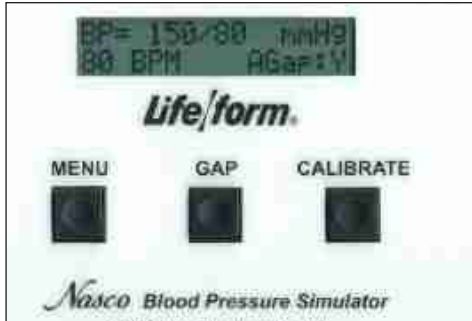 BP= 150/80 mmHg
80 BPM AGap:Y
Life/form®
MENU GAP CALIBRATE
Nasco Blood Pressure Simulator